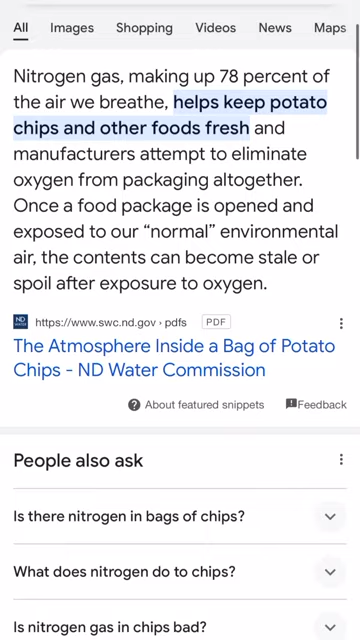 All Images Shopping Videos News Maps
Nitrogen gas, making up 78 percent of
the air we breathe, helps keep potato
chips and other foods fresh and
manufacturers attempt to eliminate
oxygen from packaging altogether.
Once a food package is opened and
exposed to our “normal” environmental
air, the contents can become stale or
spoil after exposure to oxygen.
ND WATER https://www.swc.nd.gov › pdfs PDF
The Atmosphere Inside a Bag of Potato
Chips - ND Water Commission
About featured snippets Feedback
People also ask
Is there nitrogen in bags of chips?
What does nitrogen do to chips?
Is nitrogen gas in chips bad?